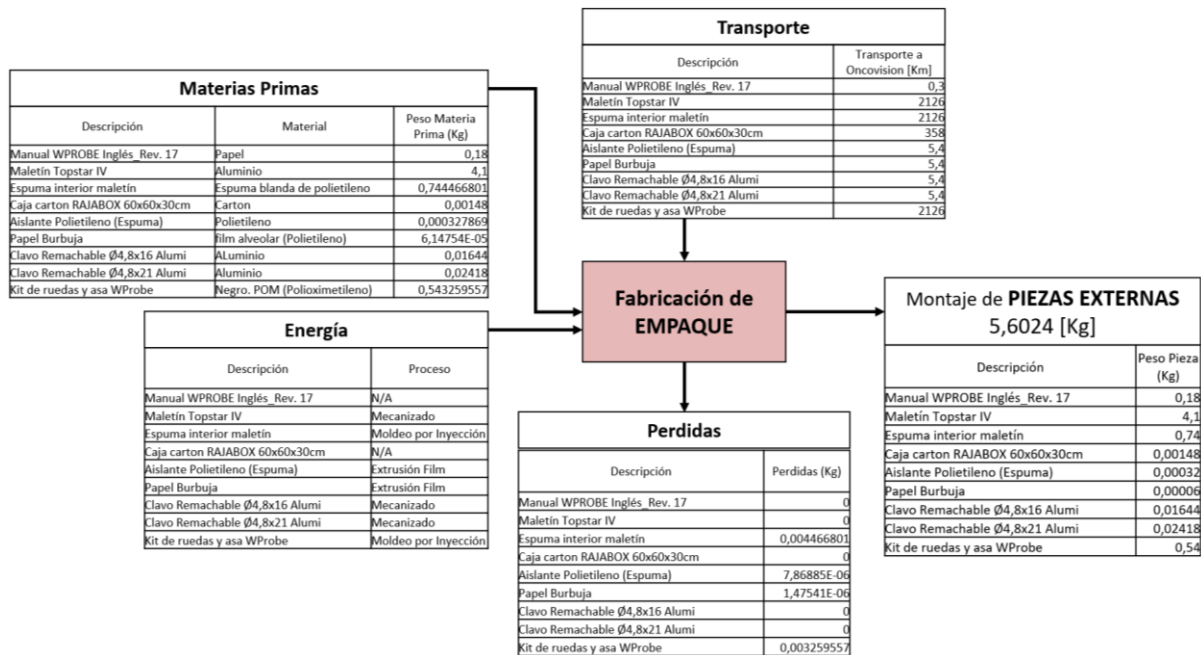 Transporte
Descripción Transporte a Oncovision [Km]
Manual WPROBE Inglés_Rev. 17 0,3
Maletín Topstar IV 2126
Espuma interior maletín 2126
Caja carton RAJABOX 60x60x30cm 358
Aislante Polietileno (Espuma) 5,4
Papel Burbuja 5,4
Clavo Remachable Ø4,8x16 Alumi 5,4
Clavo Remachable Ø4,8x21 Alumi 5,4
Kit de ruedas y asa WProbe 2126
Materias Primas
Descripción Material Peso Materia Prima (Kg)
Manual WPROBE Inglés_Rev. 17 Papel 0,18
Maletín Topstar IV Aluminio 4,1
Espuma interior maletín Espuma blanda de polietileno 0,744466801
Caja carton RAJABOX 60x60x30cm Carton 0,00148
Aislante Polietileno (Espuma) Polietileno 0,000327869
Papel Burbuja film alveolar (Polietileno) 6,14754E-05
Clavo Remachable Ø4,8x16 Alumi ALuminio 0,01644
Clavo Remachable Ø4,8x21 Alumi Aluminio 0,02418
Kit de ruedas y asa WProbe Negro. POM (Polioximetileno) 0,543259557
Fabricación de
EMPAQUE
Montaje de PIEZAS EXTERNAS
5,6024 [Kg]
Descripción Peso Pieza (Kg)
Manual WPROBE Inglés_Rev. 17 0,18
Maletín Topstar IV 4,1
Espuma interior maletín 0,74
Caja carton RAJABOX 60x60x30cm 0,00148
Aislante Polietileno (Espuma) 0,00032
Papel Burbuja 0,00006
Clavo Remachable Ø4,8x16 Alumi 0,01644
Clavo Remachable Ø4,8x21 Alumi 0,02418
Kit de ruedas y asa WProbe 0,54
Energía
Descripción Proceso
Manual WPROBE Inglés_Rev. 17 N/A
Maletín Topstar IV Mecanizado
Espuma interior maletín Moldeo por Inyección
Caja carton RAJABOX 60x60x30cm N/A
Aislante Polietileno (Espuma) Extrusión Film
Papel Burbuja Extrusión Film
Clavo Remachable Ø4,8x16 Alumi Mecanizado
Clavo Remachable Ø4,8x21 Alumi Mecanizado
Kit de ruedas y asa WProbe Moldeo por Inyección
Perdidas
Descripción Perdidas (Kg)
Manual WPROBE Inglés_Rev. 17 0
Maletín Topstar IV 0
Espuma interior maletín 0,004466801
Caja carton RAJABOX 60x60x30cm 0
Aislante Polietileno (Espuma) 7,86885E-06
Papel Burbuja 1,47541E-06
Clavo Remachable Ø4,8x16 Alumi 0
Clavo Remachable Ø4,8x21 Alumi 0
Kit de ruedas y asa WProbe 0,003259557